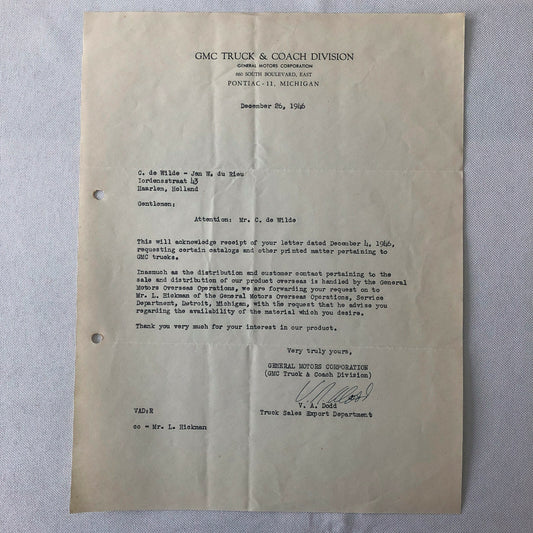 GMC TRUCK & COACH DIVISION
GENERAL MOTORS CORPORATION
660 SOUTH BOULEVARD, EAST
PONTIAC-11, MICHIGAN
December 26, 1946
C. de Wilde - Jan W. du Rieu
Tordensstraat 43
Haarlem, Holland
Gentlemen:
Attention: Mr. C. de Wilde
This will acknowledge receipt of your letter dated December 4, 1946,
requesting certain catalogs and other printed matter pertaining to
GMC trucks.
Inasmuch as the distribution and customer contact pertaining to the
sale and distribution of our product overseas is handled by the General
Motors Overseas Operations, we are forwarding your request on to
Mr. L. Hickman of the General Motors Overseas Operations, Service
Department, Detroit, Michigan, with the request that he advise you
regarding the availability of the material which you desire.
Thank you very much for your interest in our product.
Very truly yours,
GENERAL MOTORS CORPORATION
(GMC Truck & Coach Division)
V. A. Dodd
V. A. Dodd
Truck Sales Export Department
VAD:R
cc - Mr. L. Hickman